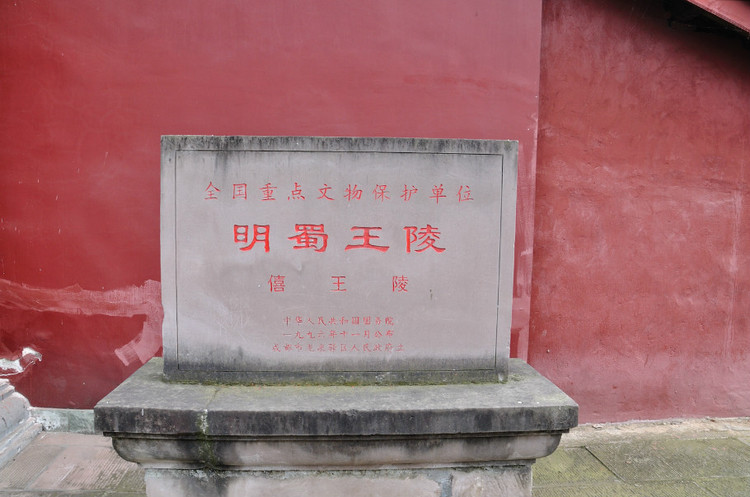 全国重点文物保护单位
明蜀王陵
僖王陵
中华人民共和国国务院
一九九六年十一月公布
成都市龙泉驿区人民政府立